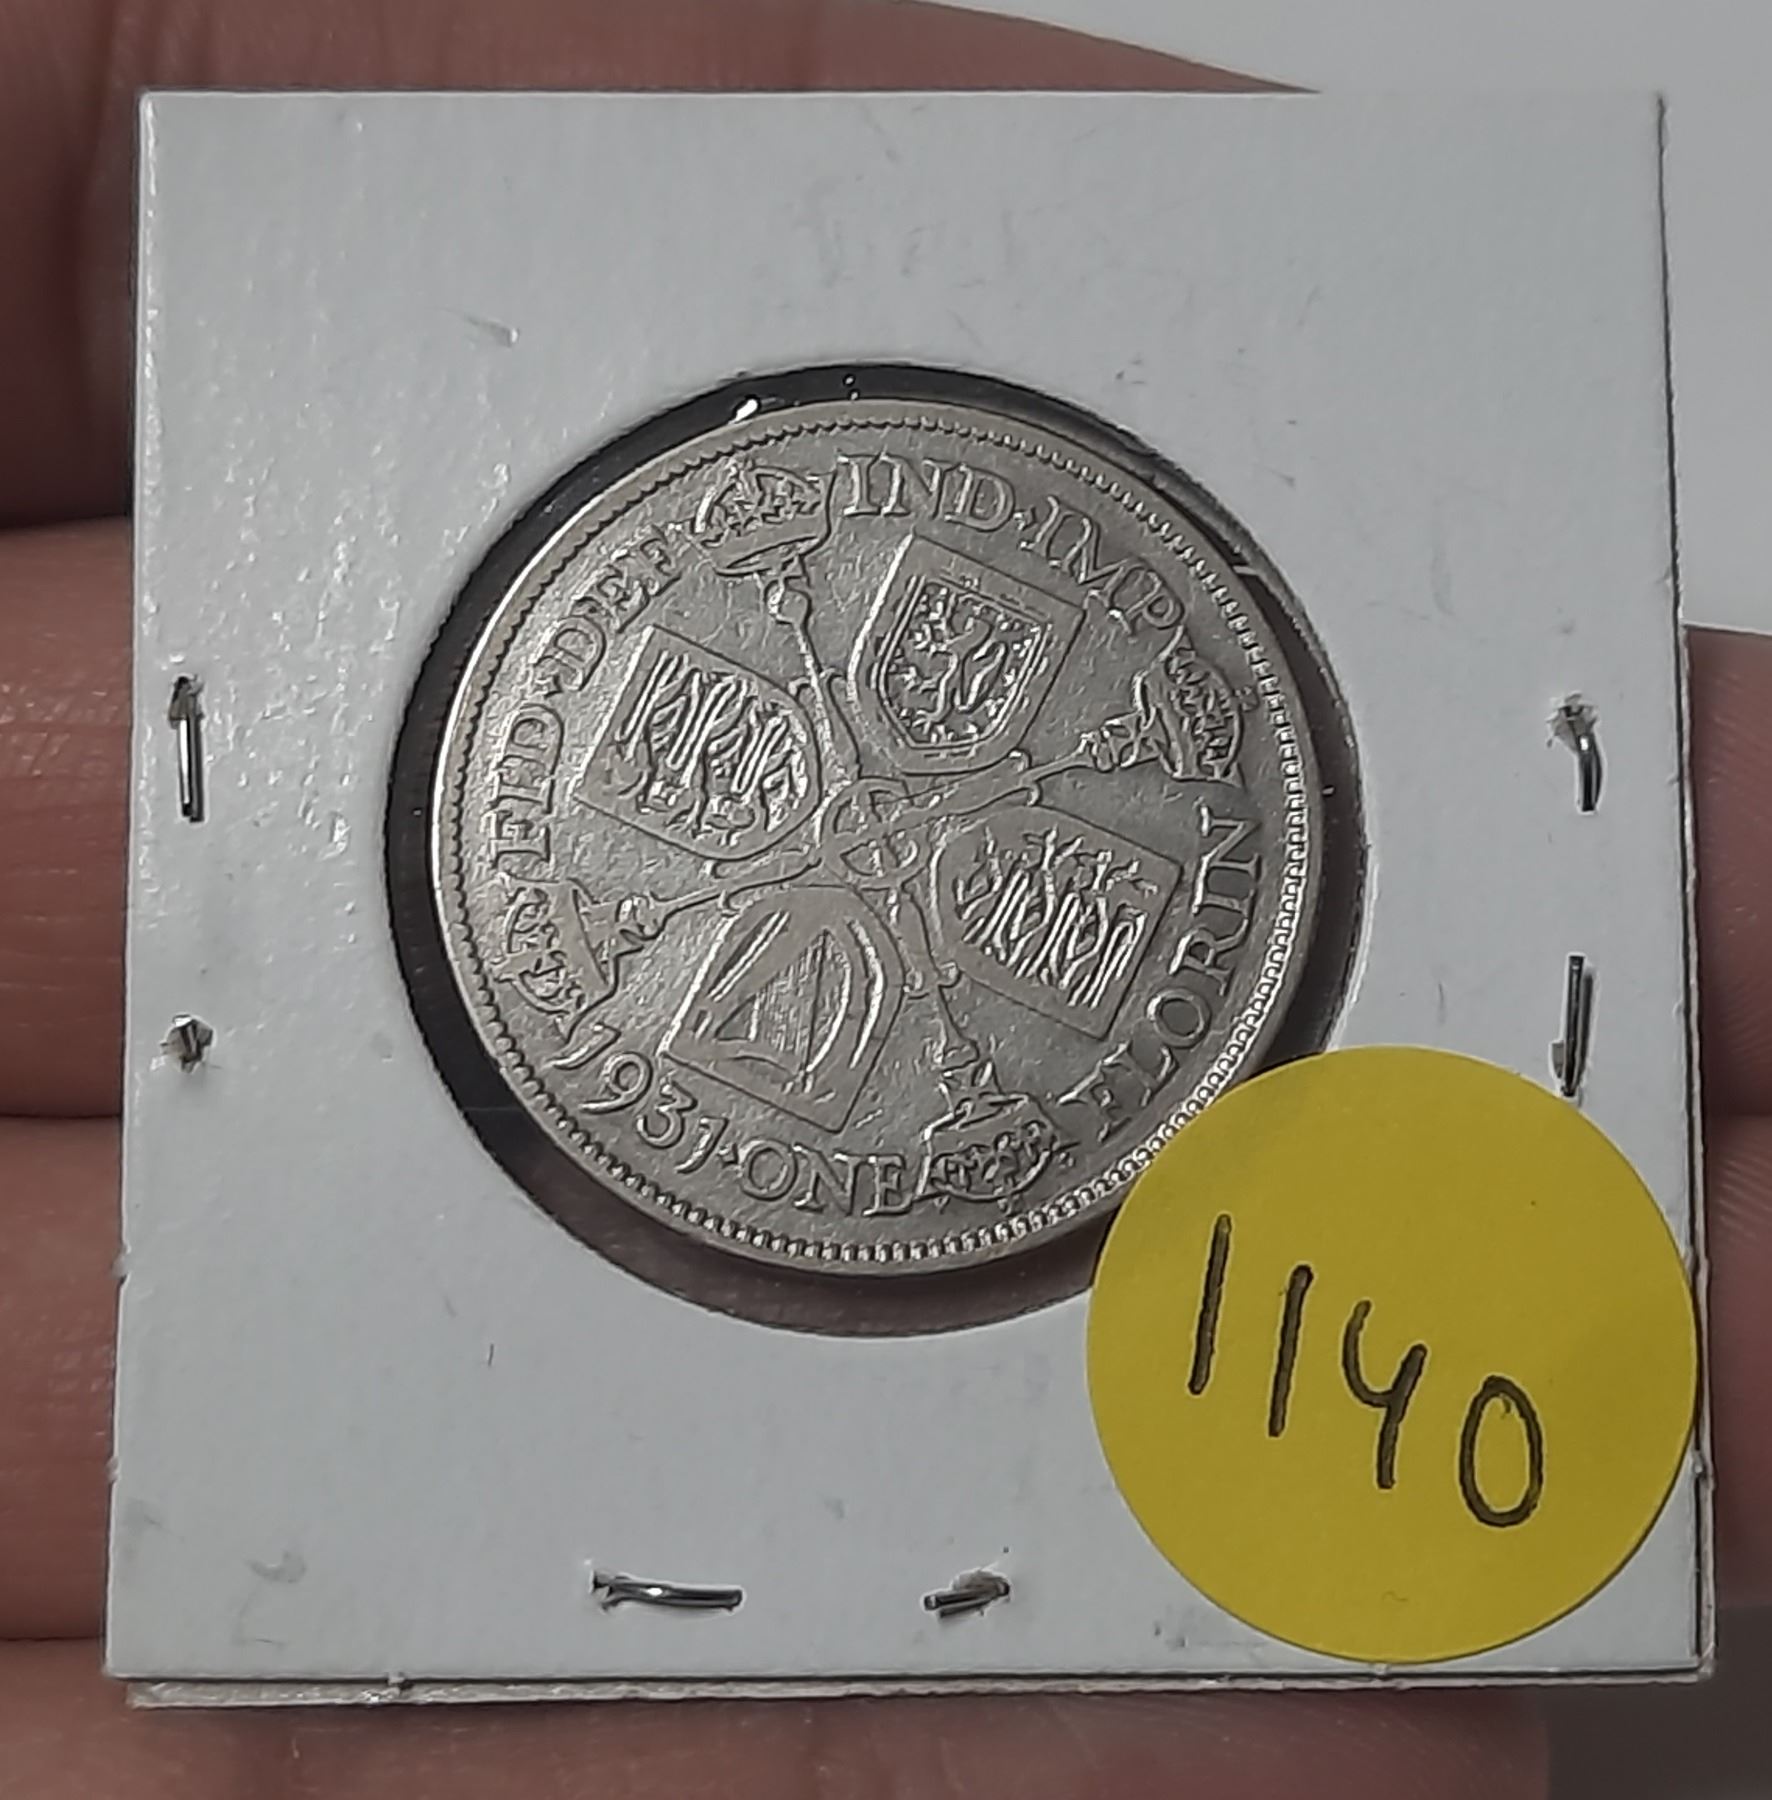 FID·DEF IND·IMP
1931·ONE FLORIN
1140